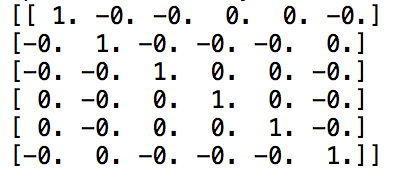 [[ 1. -0. -0.  0.  0. -0.]
[-0.  1. -0. -0. -0.  0.]
[-0. -0.  1.  0.  0. -0.]
[ 0. -0.  0.  1.  0. -0.]
[ 0. -0.  0.  0.  1. -0.]
[-0.  0. -0. -0. -0.  1.]]